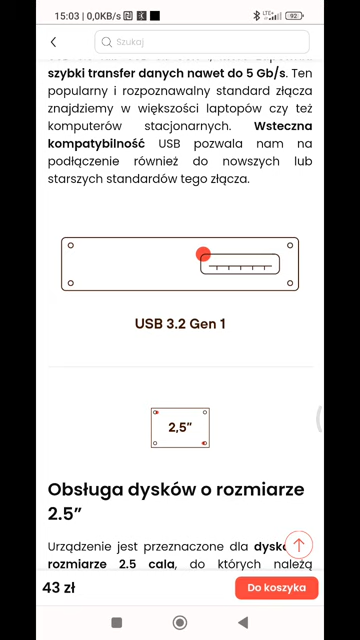 15:03 | 0,0KB/s
92
Szukaj
szybki transfer danych nawet do 5 Gb/s. Ten
popularny i rozpoznawalny standard złącza
znajdziemy w większości laptopów czy też
komputerów stacjonarnych. Wsteczna
kompatybilność USB pozwala nam na
podłączenie również do nowszych lub
starszych standardów tego złącza.
USB 3.2 Gen 1
2,5”
Obsługa dysków o rozmiarze
2.5”
Urządzenie jest przeznaczone dla
rozmiarze 2.5 cala, do których należą
43 zł
Do koszyka